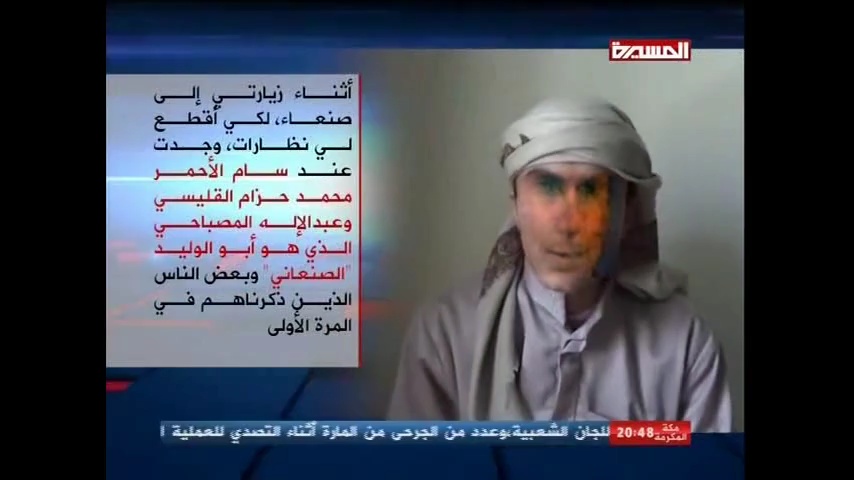 المسيرة
أثناء زيارتي إلى
صنعاء، لكي أقطع
لي نظارات، وجدت
عند سام الأحمر
محمد حزام القليسي
وعبدالإله المصباحي
الذي هو أبو الوليد
"الصنعاني" وبعض الناس
الذين ذكرناهم في
المرة الأولى
مكة
المكرمة
20:48
للجان الشعبية،وعدد من الجرحى من المارة أثناء التصدي للعملية ا